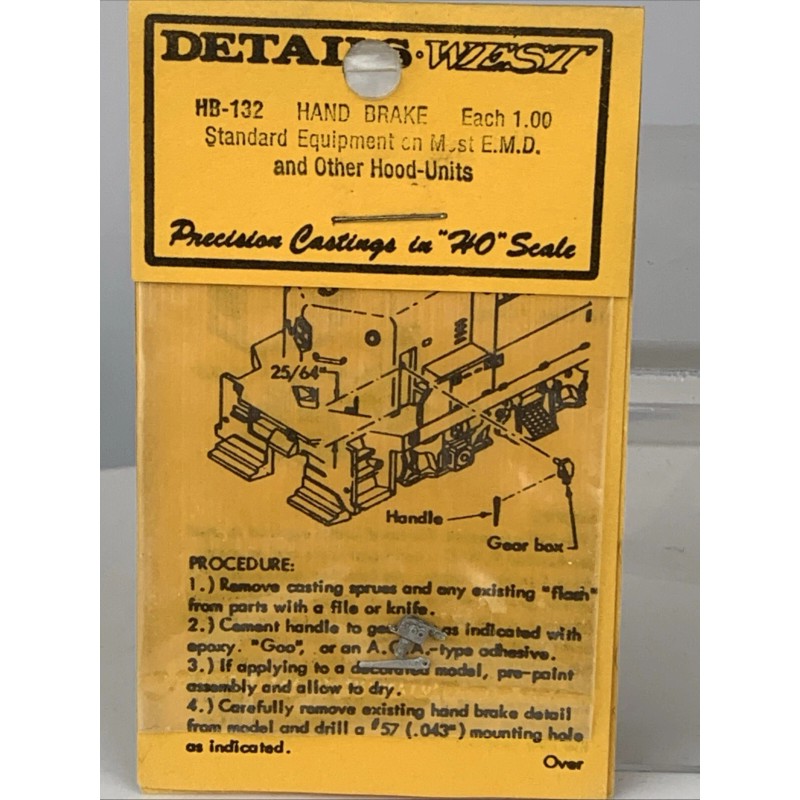 DETAILS WEST
HB-132 HAND BRAKE Each 1.00
Standard Equipment on Most E.M.D.
and Other Hood-Units
Precision Castings in "HO" Scale
25/64"
Handle
Gear box
PROCEDURE:
1.) Remove casting sprues and any existing "flash"
from parts with a file or knife.
2.) Cement handle to as indicated with
epoxy. "Goo", or an A. A.-type adhesive.
3.) If applying to a decorated model, pre-paint
assembly and allow to dry.
4.) Carefully remove existing hand brake detail
from model and drill a #57 (.043") mounting hole
as indicated.
Over